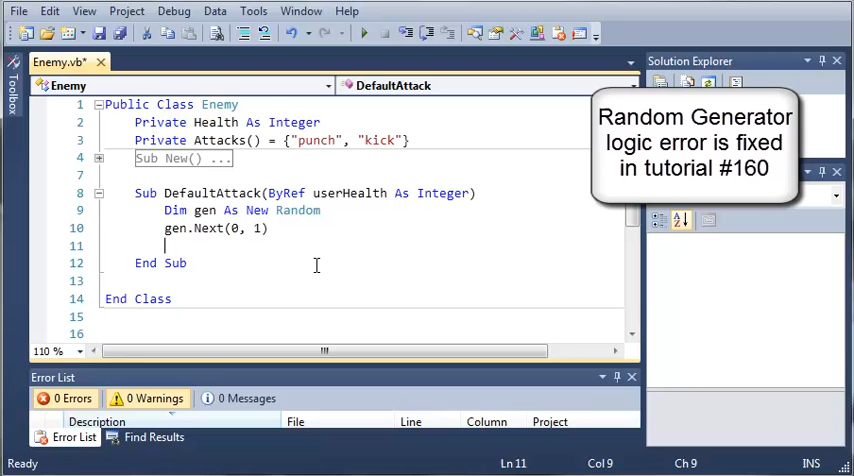 File Edit View Project Debug Data Tools Window Help
Enemy.vb* ×
Enemy
DefaultAttack
Toolbox
1 Public Class Enemy
2 Private Health As Integer
3 Private Attacks() = {"punch", "kick"}
4 Sub New() ...
7
8 Sub DefaultAttack(ByRef userHealth As Integer)
9 Dim gen As New Random
10 gen.Next(0, 1)
11
12 End Sub
13
14 End Class
15
16
110 %
Solution Explorer
Random Generator
logic error is fixed
in tutorial #160
Error List
0 Errors 0 Warnings 0 Messages
Description File Line Column Project
Error List Find Results
Ready Ln 11 Col 9 Ch 9 INS